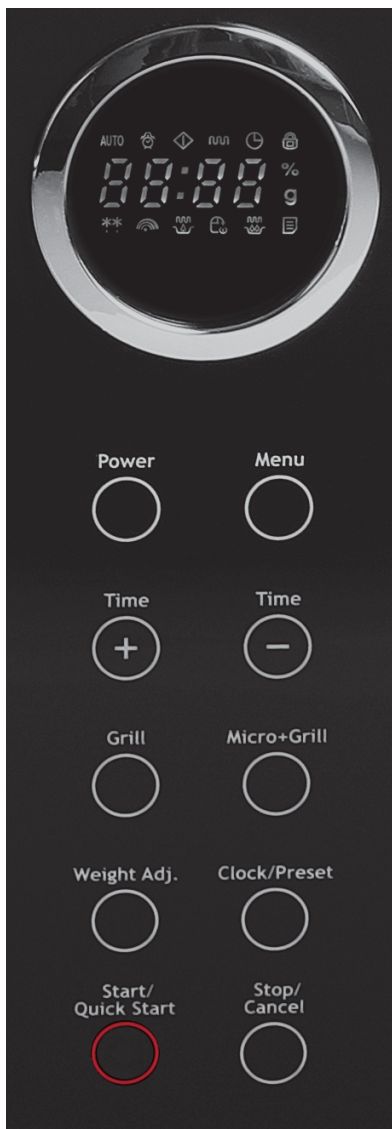 AUTO
88:88 %
g
Power Menu
Time Time
+ −
Grill Micro+Grill
Weight Adj. Clock/Preset
Start/ Stop/
Quick Start Cancel